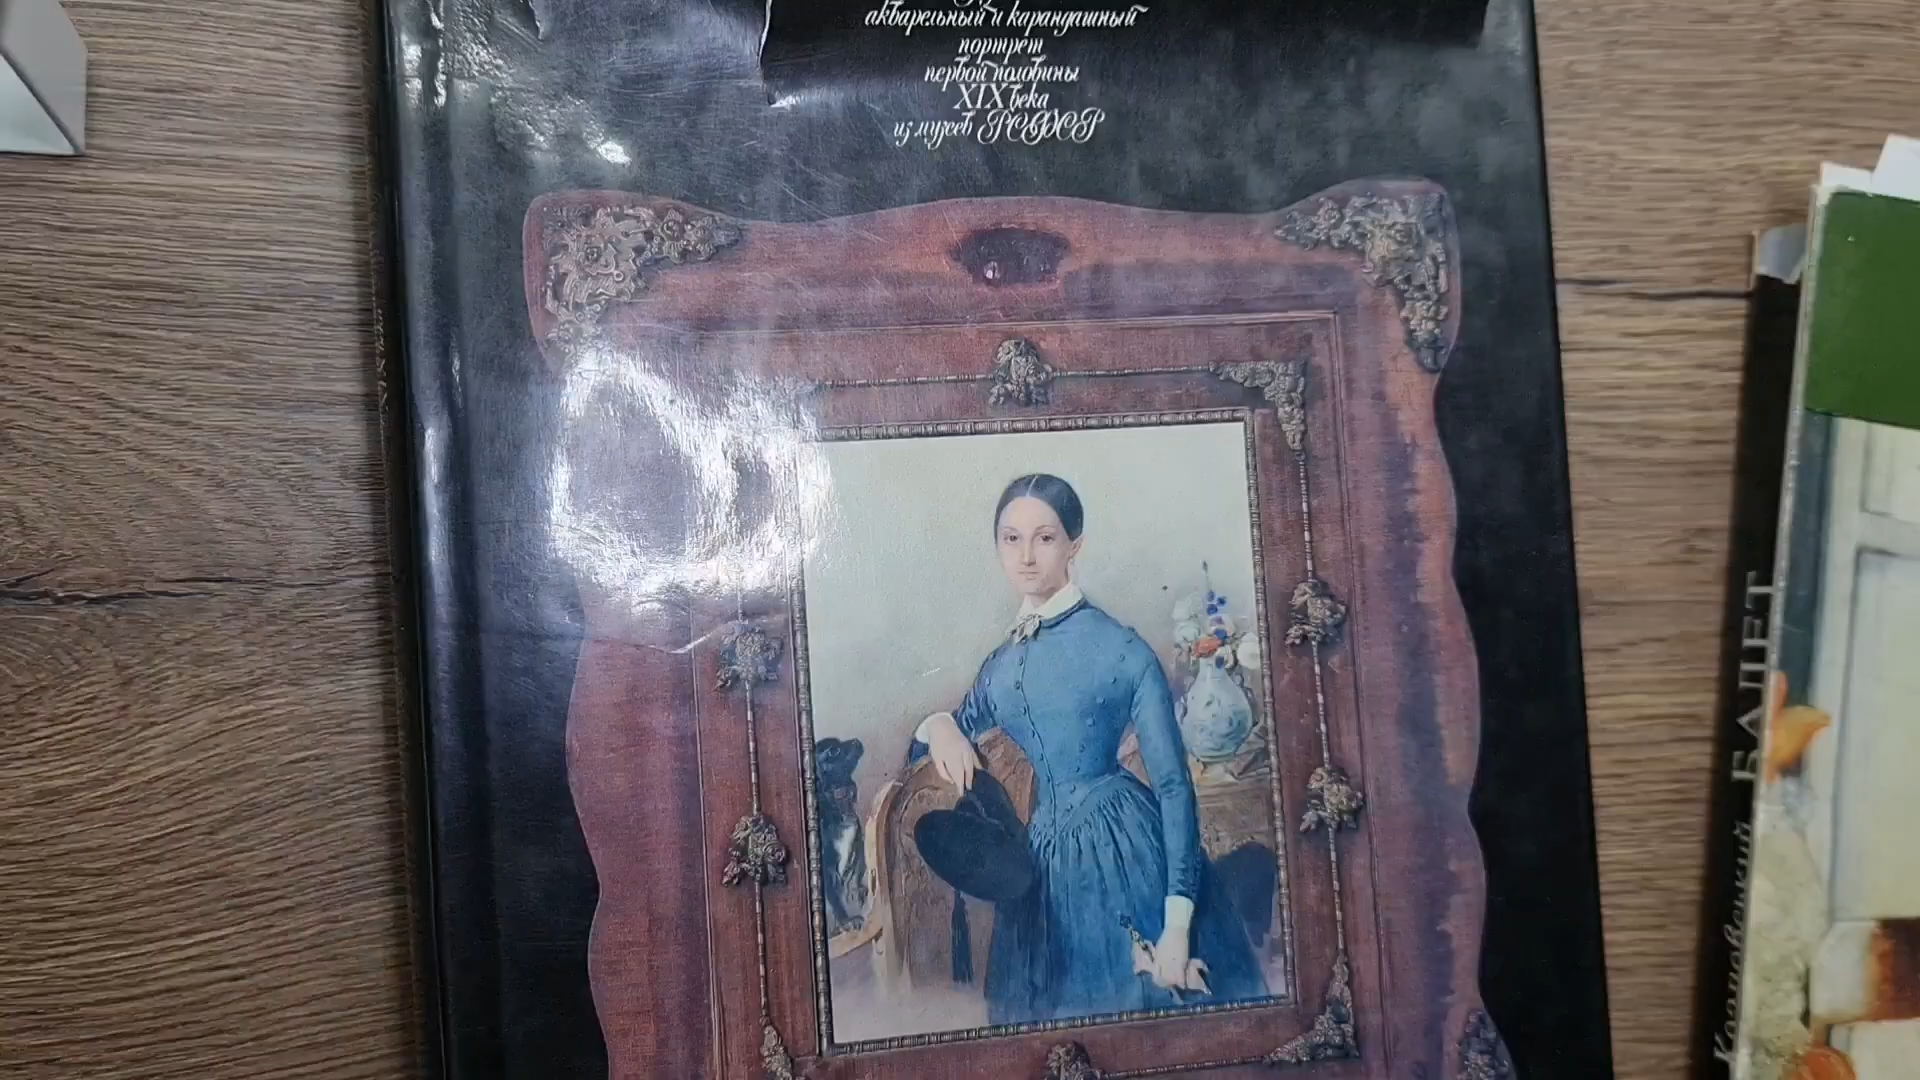 акварельный и карандашный
портрет
первой половины
XIX века
из музеев РСФСР
БАЛЕТ